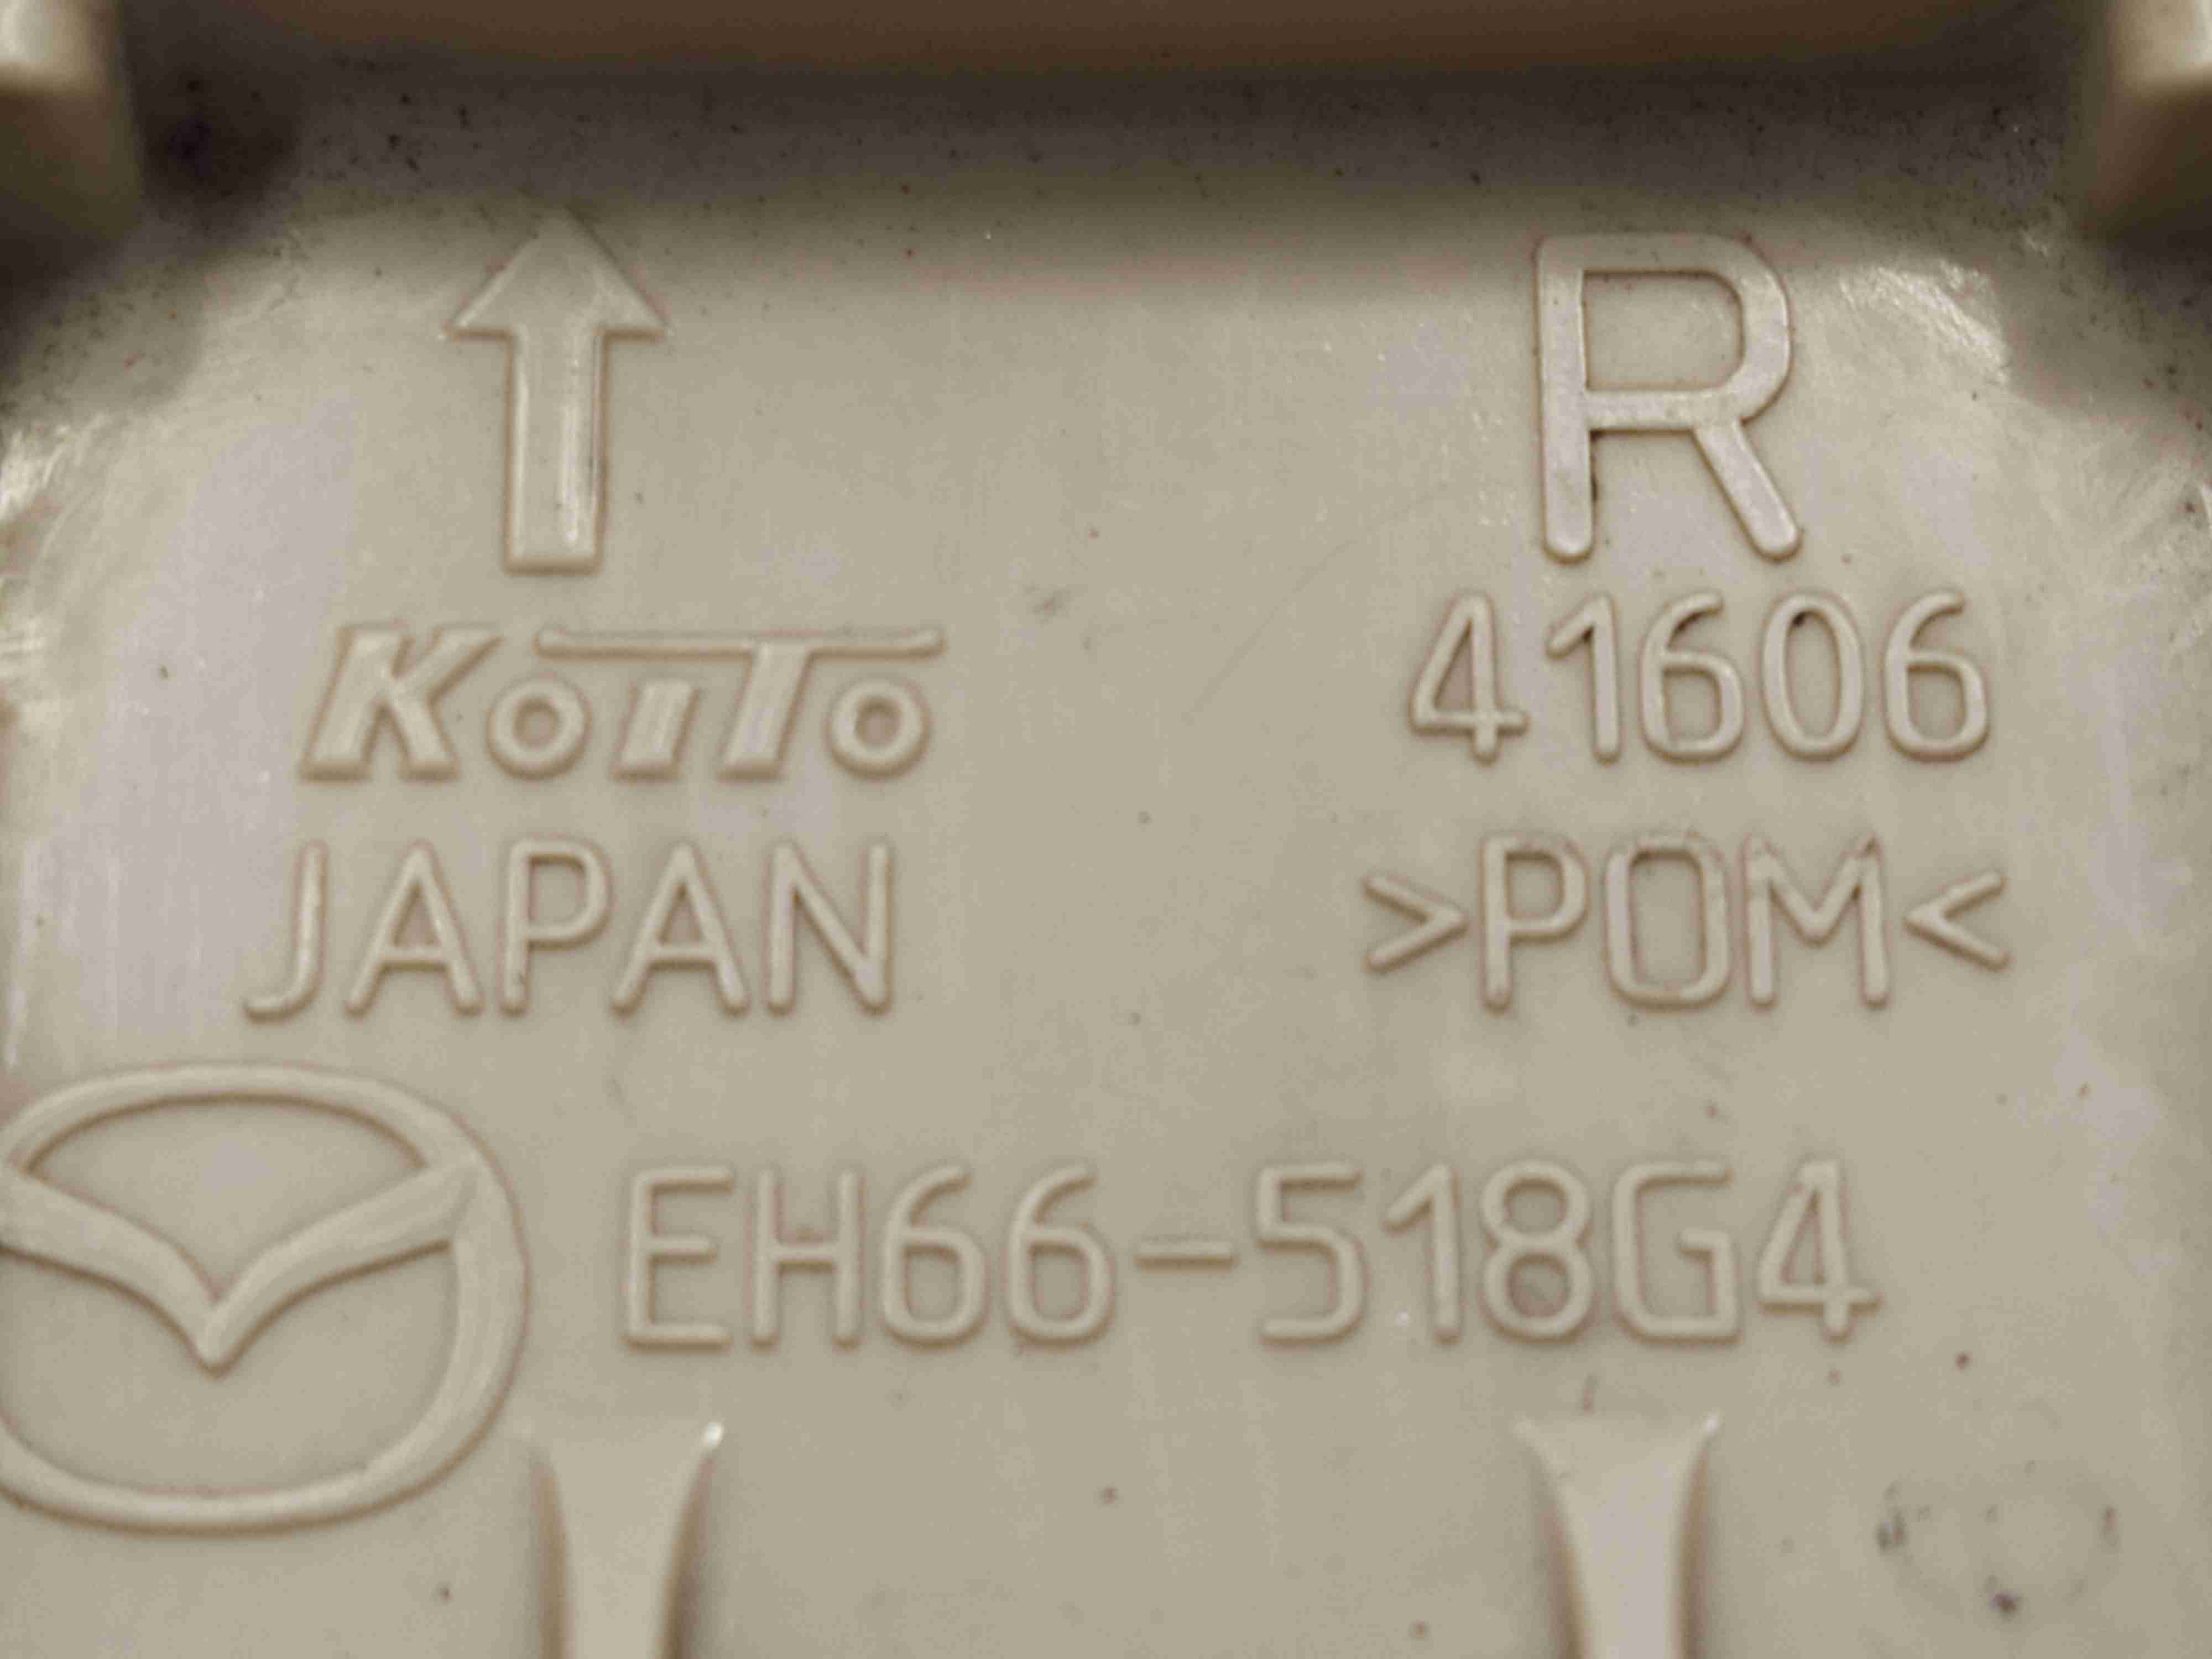 R
KOITO
41606
JAPAN
>POM<
EH66-518G4